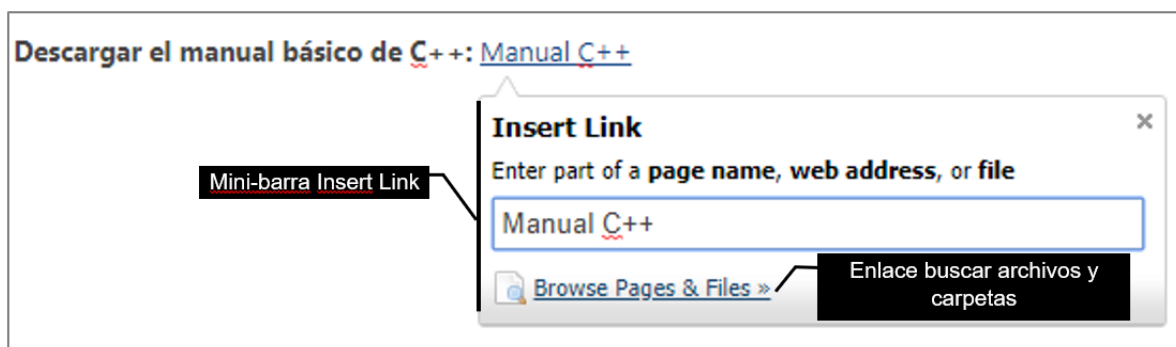 Descargar el manual básico de C++: Manual C++
Insert Link
×
Enter part of a page name, web address, or file
Mini-barra Insert Link
Manual C++
Browse Pages & Files »
Enlace buscar archivos y
carpetas